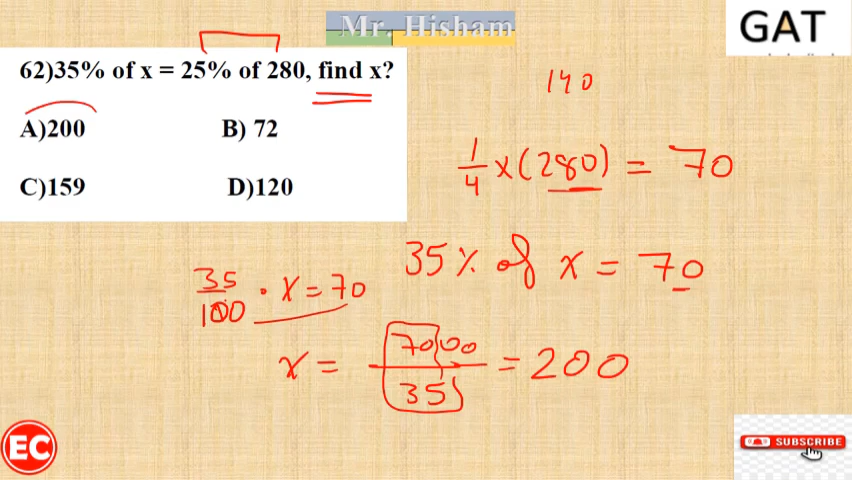 Mr. Hisham
GAT
62)35% of x = 25% of 280, find x?
A)200 B) 72
C)159 D)120
140
1/4 x (280) = 70
35% of x = 70
35/100 · x = 70
x = 7000/35 = 200
EC
SUBSCRIBE